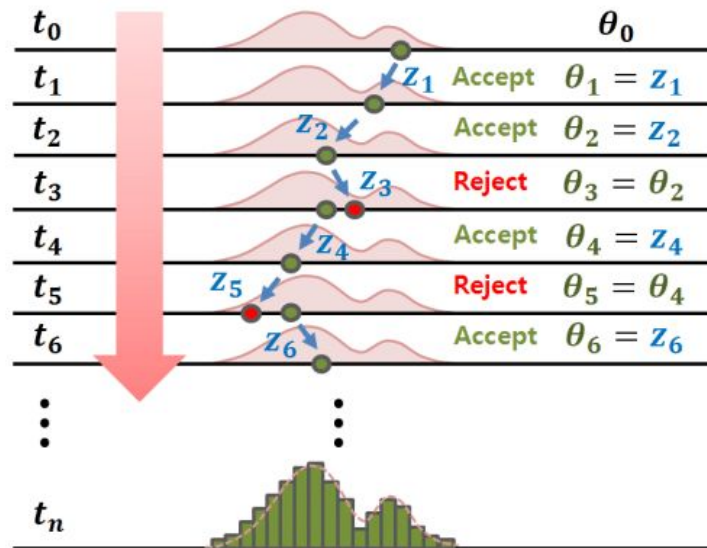 t₀ θ₀
t₁ z₁ Accept θ₁ = z₁
t₂ z₂ Accept θ₂ = z₂
t₃ z₃ Reject θ₃ = θ₂
t₄ z₄ Accept θ₄ = z₄
t₅ z₅ Reject θ₅ = θ₄
t₆ z₆ Accept θ₆ = z₆
⋮ ⋮
tₙ